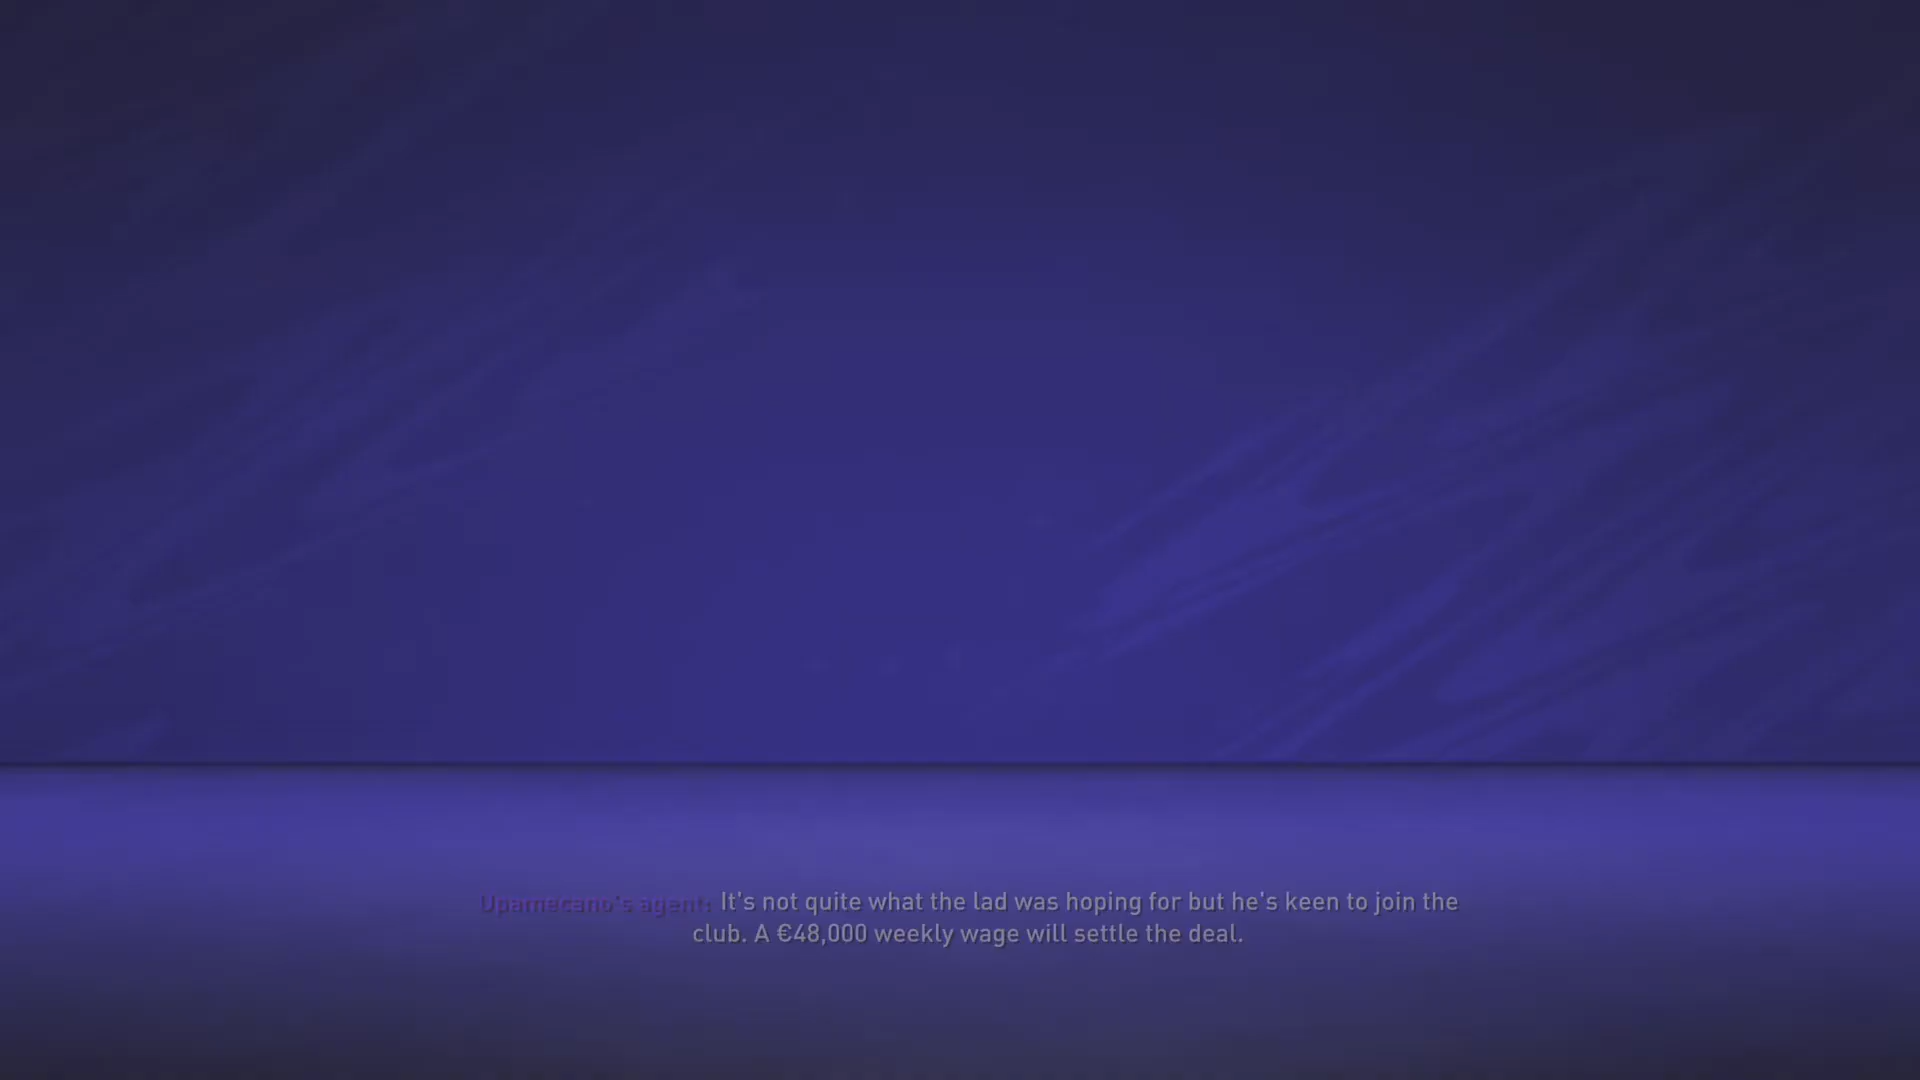 Upamecano's agent: It's not quite what the lad was hoping for but he's keen to join the
club. A €48,000 weekly wage will settle the deal.